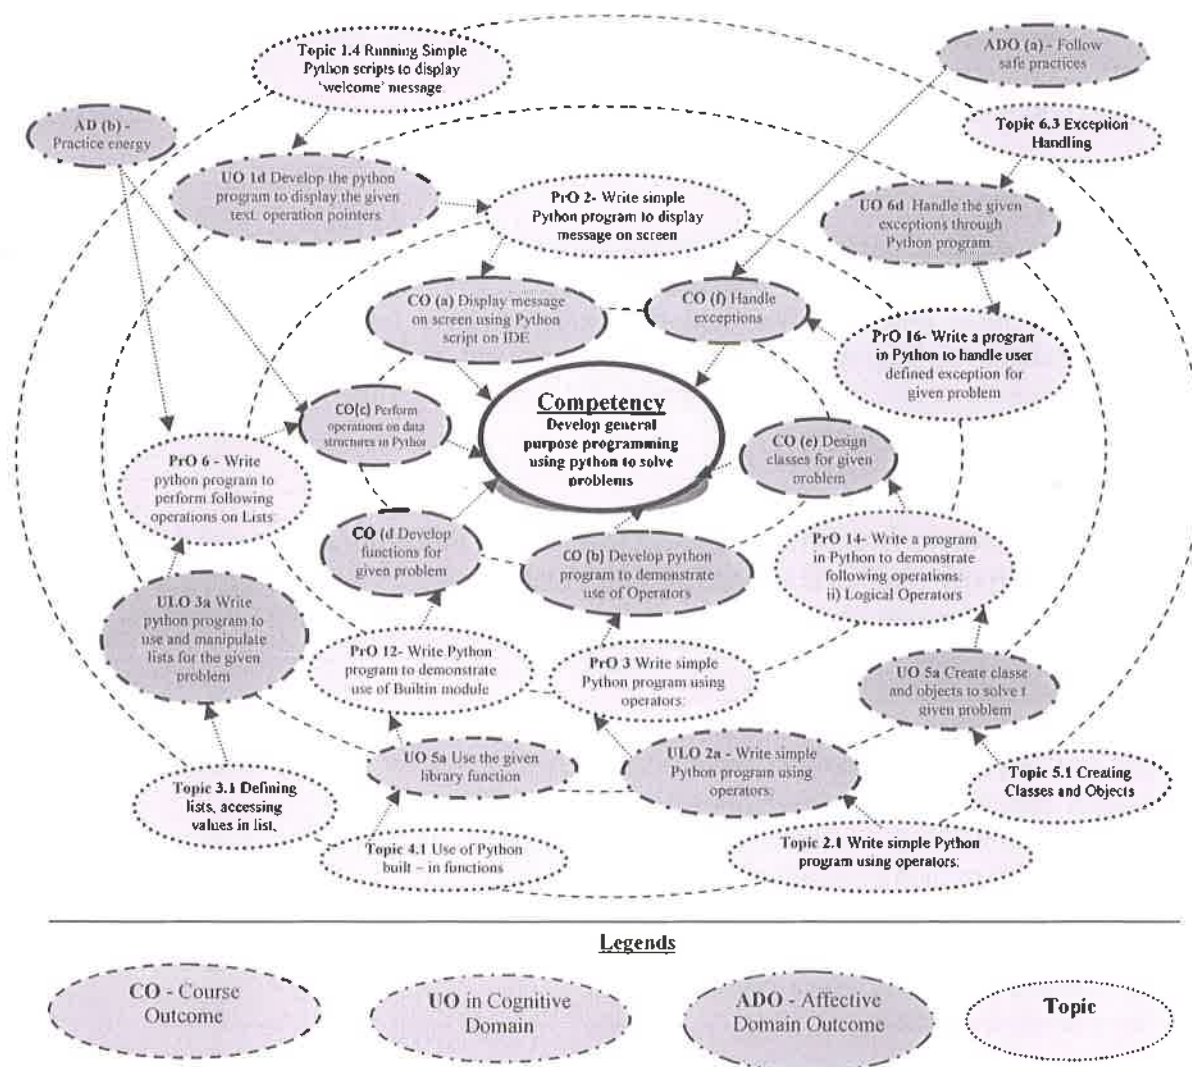 Topic 1.4 Running Simple
Python scripts to display
'welcome' message
ADO (a) - Follow
safe practices
AD (b) -
Practice energy
Topic 6.3 Exception
Handling
UO 1d Develop the python
program to display the given
text, operation pointers
PrO 2- Write simple
Python program to display
message on screen
UO 6d Handle the given
exceptions through
Python program
CO (a) Display message
on screen using Python
script on IDE
CO (f) Handle
exceptions
PrO 16- Write a program
in Python to handle user
defined exception for
given problem
Competency
Develop general
purpose programming
using python to solve
problems
CO(c) Perform
operations on data
structures in Pythor
CO (e) Design
classes for given
problem
PrO 6 - Write
python program to
perform following
operations on Lists
CO (d Develop
functions for
given problem
CO (b) Develop python
program to demonstrate
use of Operators
PrO 14- Write a program
in Python to demonstrate
following operations:
ii) Logical Operators
ULO 3a Write
python program to
use and manipulate
lists for the given
problem
PrO 12- Write Python
program to demonstrate
use of Builtin module
PrO 3 Write simple
Python program using
operators:
UO 5a Create classe
and objects to solve t
given problem
UO 5a Use the given
library function
ULO 2a - Write simple
Python program using
operators:
Topic 3.1 Defining
lists, accessing
values in list,
Topic 5.1 Creating
Classes and Objects
Topic 4.1 Use of Python
built – in functions
Topic 2.1 Write simple Python
program using operators:
Legends
CO - Course
Outcome
UO in Cognitive
Domain
ADO - Affective
Domain Outcome
Topic